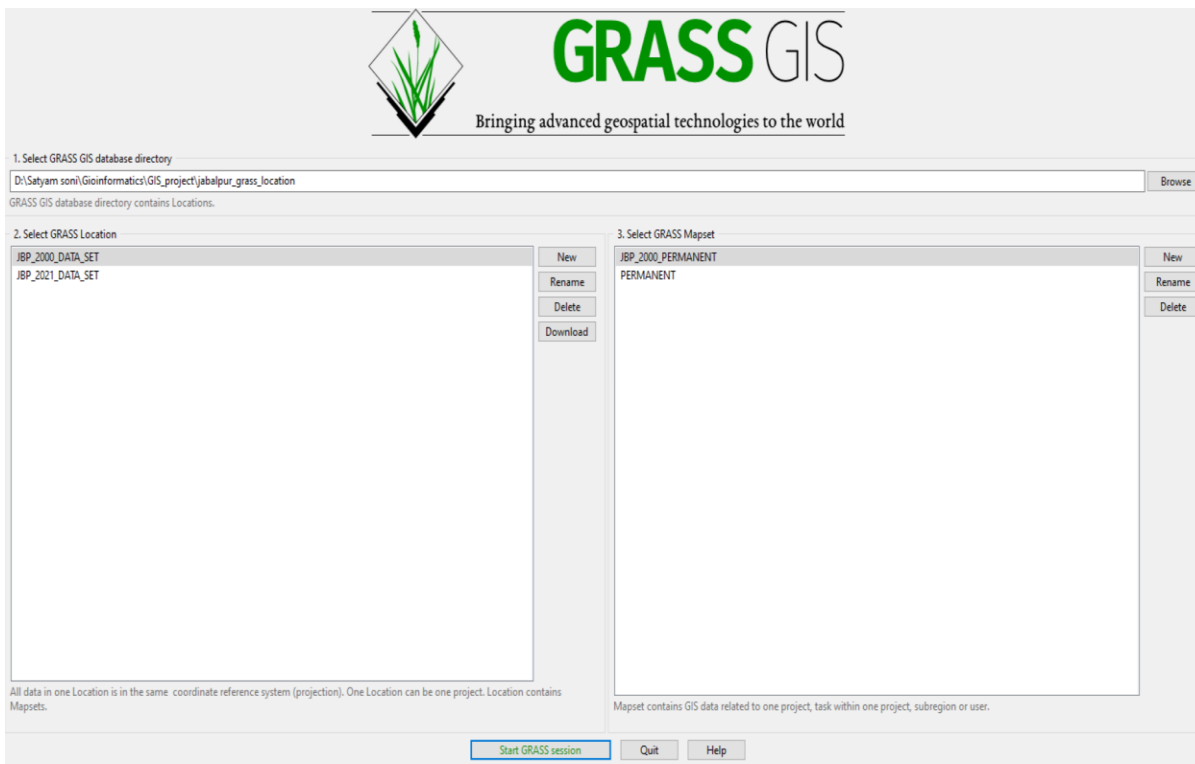 GRASS GIS
Bringing advanced geospatial technologies to the world
1. Select GRASS GIS database directory
D:\Satyam soni\Gioinformatics\GIS_project\jabalpur_grass_location
Browse
GRASS GIS database directory contains Locations.
2. Select GRASS Location
JBP_2000_DATA_SET
JBP_2021_DATA_SET
New
Rename
Delete
Download
All data in one Location is in the same coordinate reference system (projection). One Location can be one project. Location contains
Mapsets.
3. Select GRASS Mapset
JBP_2000_PERMANENT
PERMANENT
New
Rename
Delete
Mapset contains GIS data related to one project, task within one project, subregion or user.
Start GRASS session
Quit
Help